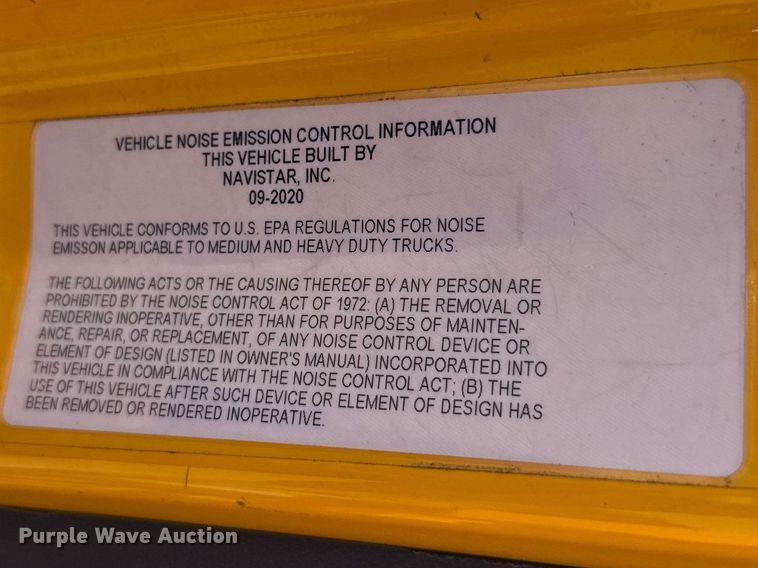 VEHICLE NOISE EMISSION CONTROL INFORMATION
THIS VEHICLE BUILT BY
NAVISTAR, INC.
09-2020
THIS VEHICLE CONFORMS TO U.S. EPA REGULATIONS FOR NOISE
EMISSON APPLICABLE TO MEDIUM AND HEAVY DUTY TRUCKS.
THE FOLLOWING ACTS OR THE CAUSING THEREOF BY ANY PERSON ARE
PROHIBITED BY THE NOISE CONTROL ACT OF 1972: (A) THE REMOVAL OR
RENDERING INOPERATIVE, OTHER THAN FOR PURPOSES OF MAINTEN-
ANCE, REPAIR, OR REPLACEMENT, OF ANY NOISE CONTROL DEVICE OR
ELEMENT OF DESIGN (LISTED IN OWNER'S MANUAL) INCORPORATED INTO
THIS VEHICLE IN COMPLIANCE WITH THE NOISE CONTROL ACT; (B) THE
USE OF THIS VEHICLE AFTER SUCH DEVICE OR ELEMENT OF DESIGN HAS
BEEN REMOVED OR RENDERED INOPERATIVE.
Purple Wave Auction